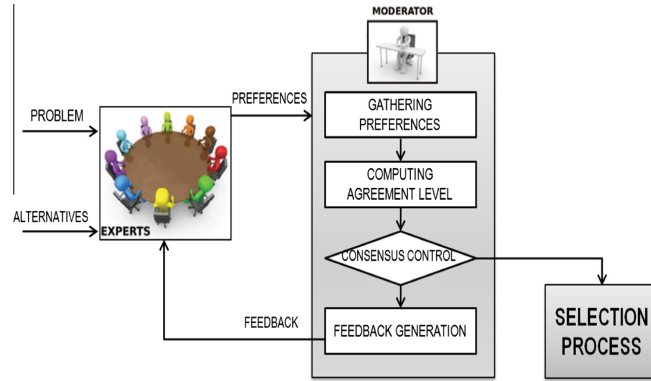 MODERATOR
PROBLEM
PREFERENCES
GATHERING
PREFERENCES
COMPUTING
AGREEMENT LEVEL
ALTERNATIVES
EXPERTS
CONSENSUS CONTROL
FEEDBACK
FEEDBACK GENERATION
SELECTION
PROCESS